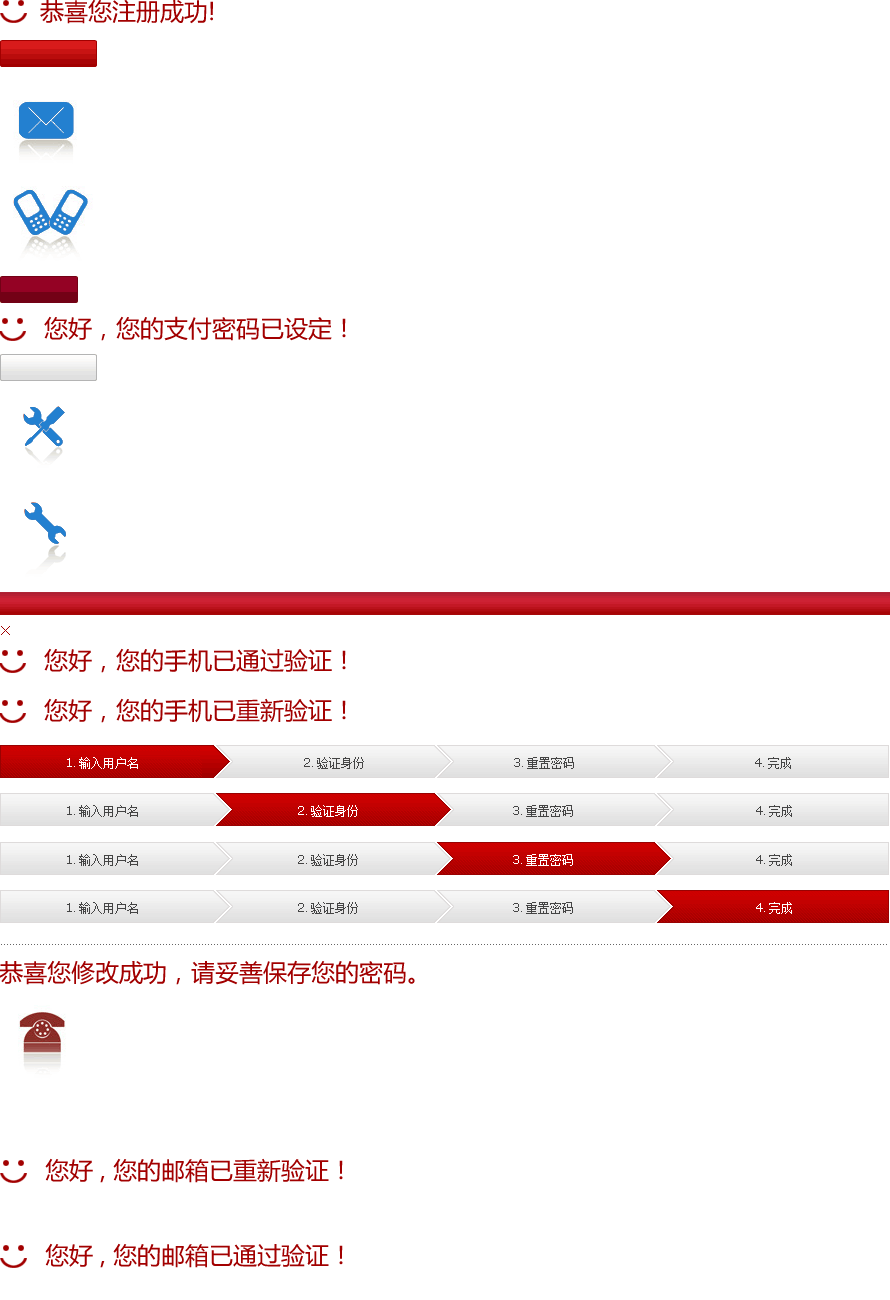 恭喜您注册成功!
您好，您的支付密码已设定！
您好，您的手机已通过验证！
您好，您的手机已重新验证！
1. 输入用户名 2. 验证身份 3. 重置密码 4. 完成
1. 输入用户名 2. 验证身份 3. 重置密码 4. 完成
1. 输入用户名 2. 验证身份 3. 重置密码 4. 完成
1. 输入用户名 2. 验证身份 3. 重置密码 4. 完成
恭喜您修改成功，请妥善保存您的密码。
您好，您的邮箱已重新验证！
您好，您的邮箱已通过验证！